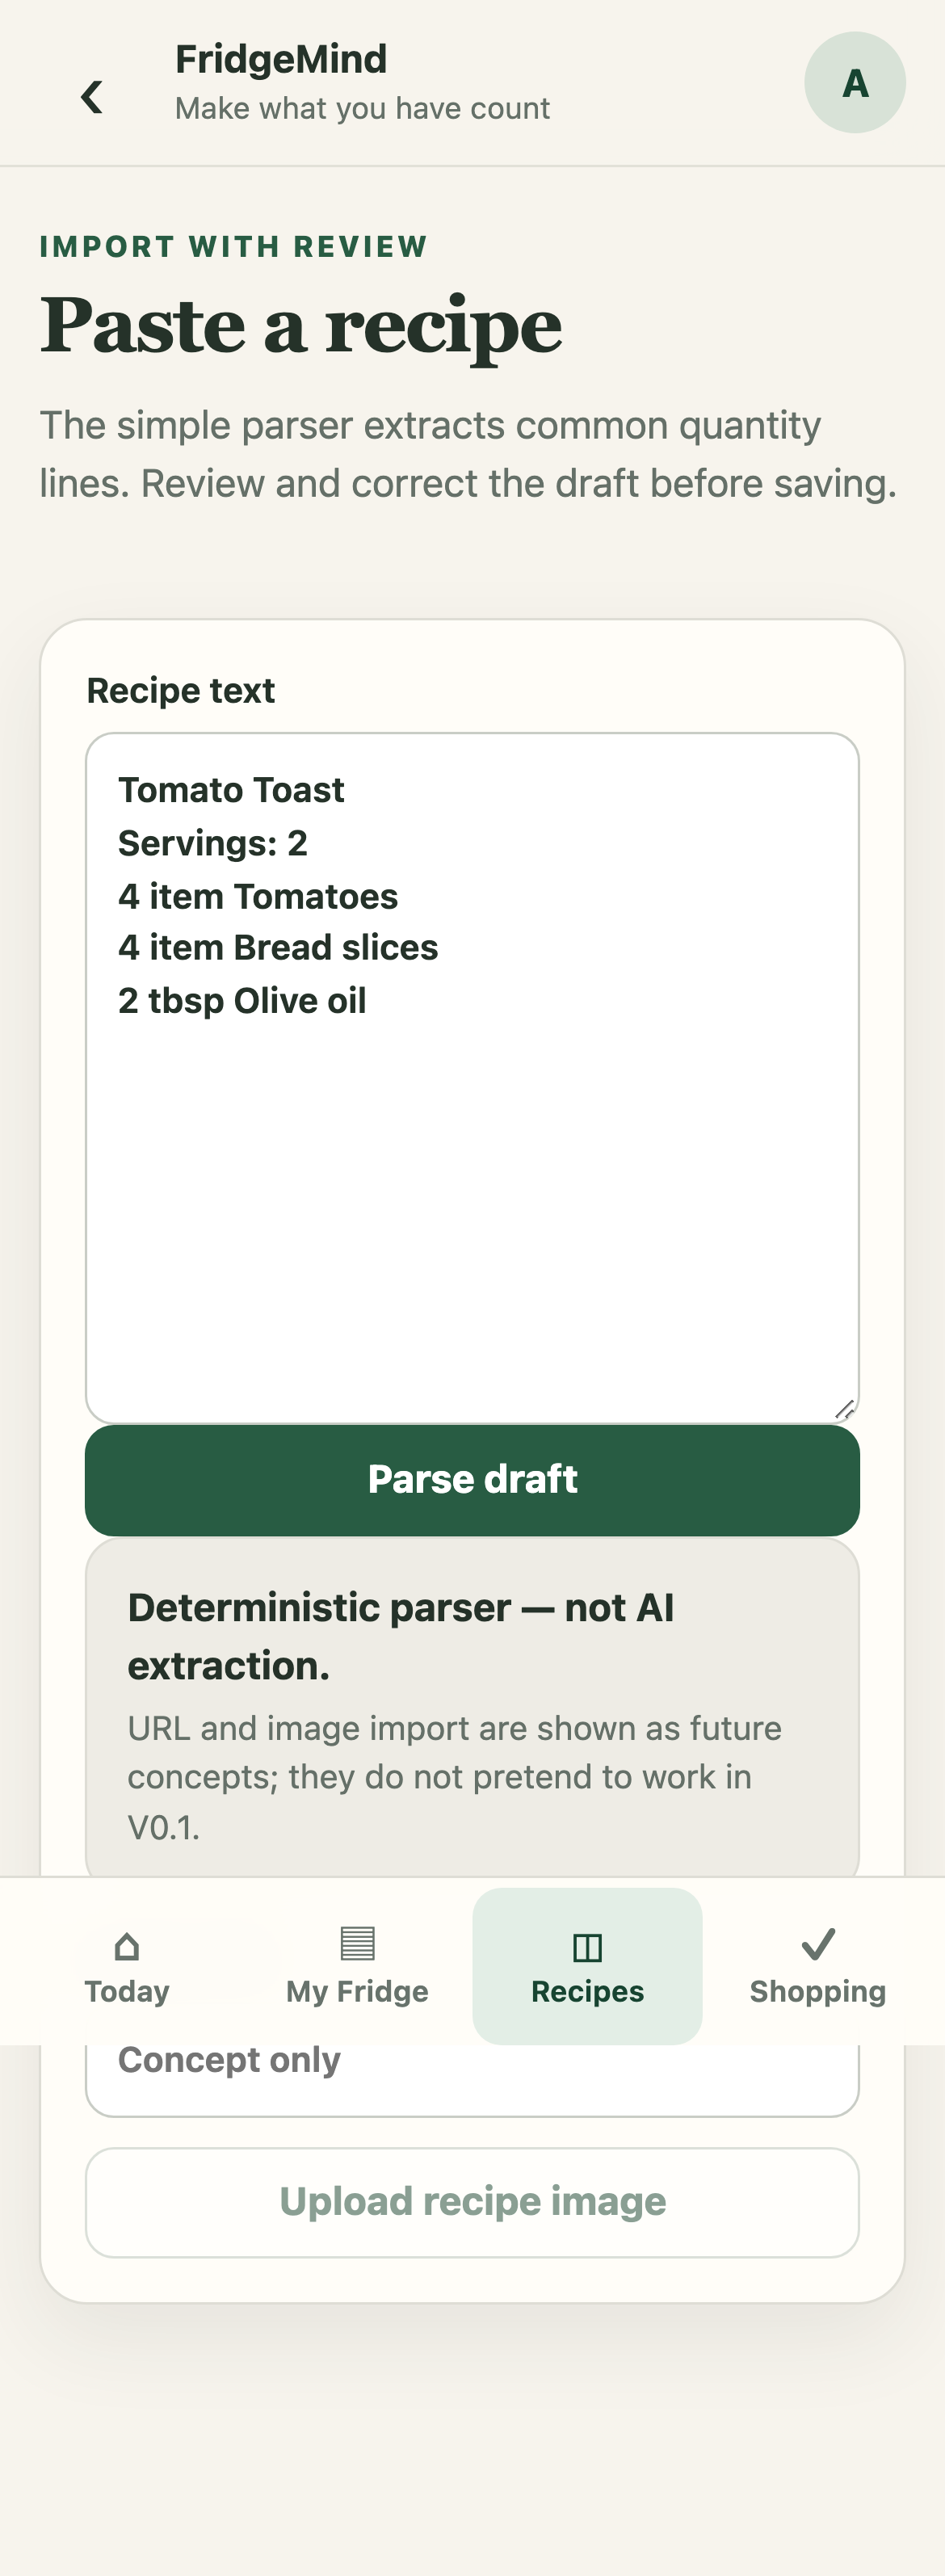 FridgeMind
Make what you have count
A
IMPORT WITH REVIEW
Paste a recipe
The simple parser extracts common quantity
lines. Review and correct the draft before saving.
Recipe text
Tomato Toast
Servings: 2
4 item Tomatoes
4 item Bread slices
2 tbsp Olive oil
Parse draft
Deterministic parser — not AI
extraction.
URL and image import are shown as future
concepts; they do not pretend to work in
V0.1.
Today
My Fridge
Recipes
Shopping
Concept only
Upload recipe image